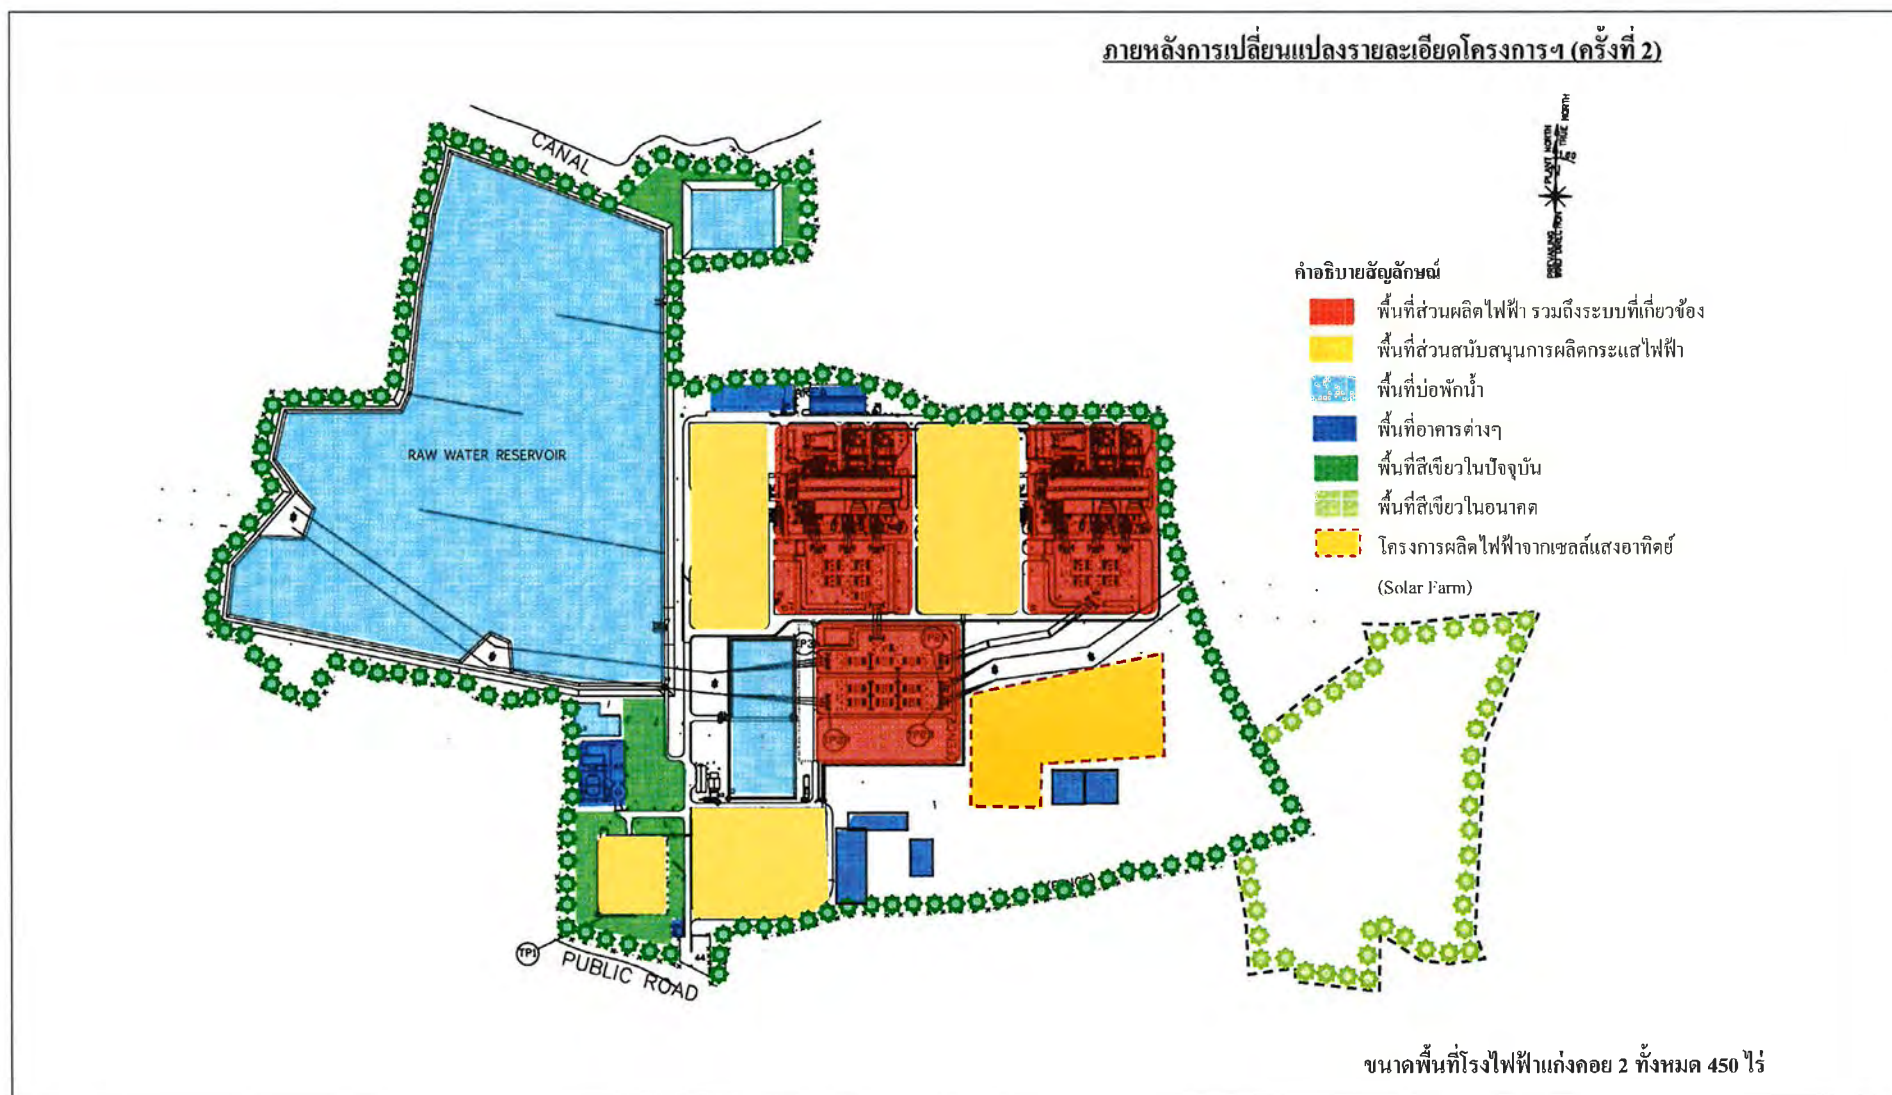 ภายหลังการเปลี่ยนแปลงรายละเอียดโครงการฯ (ครั้งที่ 2)
PLANT NORTH
TRUE NORTH
PREVAILING
WIND DIRECTION
CANAL
คำอธิบายสัญลักษณ์
พื้นที่ส่วนผลิตไฟฟ้า รวมถึงระบบที่เกี่ยวข้อง
พื้นที่ส่วนสนับสนุนการผลิตกระแสไฟฟ้า
พื้นที่บ่อพักน้ำ
พื้นที่อาคารต่างๆ
พื้นที่สีเขียวในปัจจุบัน
พื้นที่สีเขียวในอนาคต
โครงการผลิตไฟฟ้าจากเซลล์แสงอาทิตย์
(Solar Farm)
AREA
RAW WATER RESERVOIR
(FENCE)
(FENCE)
TP1
PUBLIC ROAD
ขนาดพื้นที่โรงไฟฟ้าแก่งคอย 2 ทั้งหมด 450 ไร่